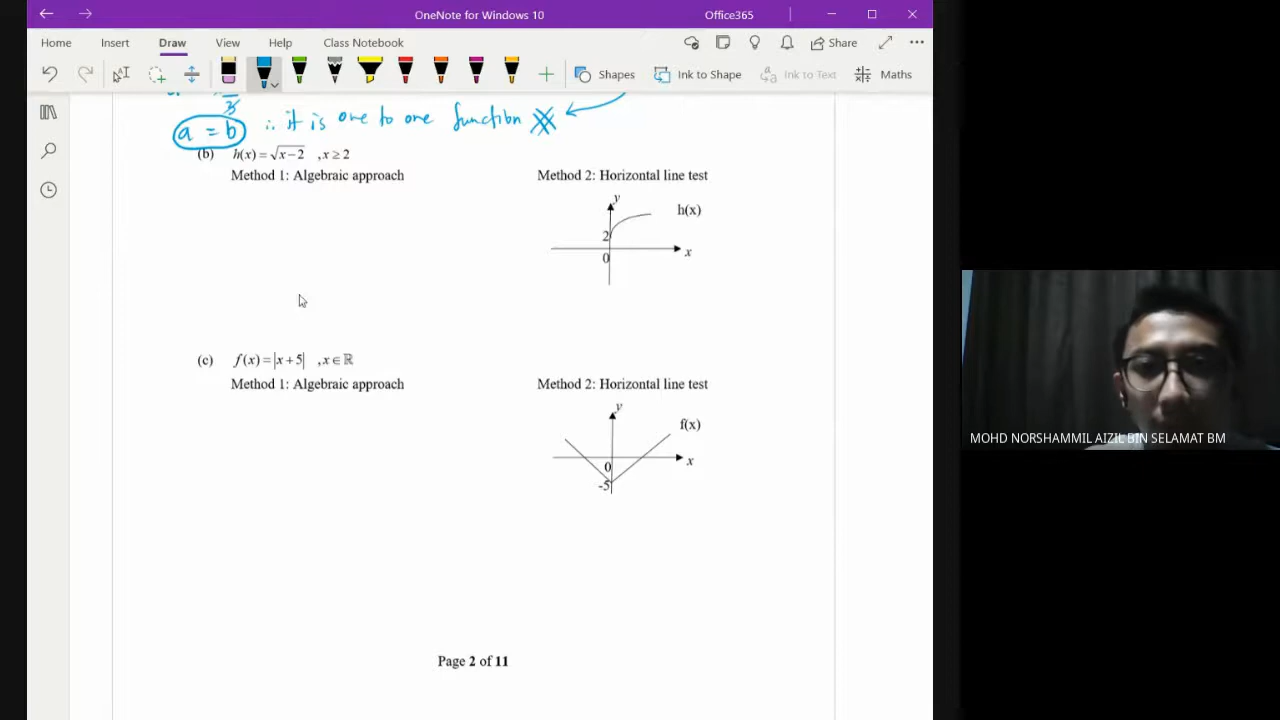 OneNote for Windows 10
Office365
Home Insert Draw View Help Class Notebook
Share
Shapes Ink to Shape Ink to Text Maths
a = b ∴ it is one to one function
(b) h(x) = √x−2 , x ≥ 2
Method 1: Algebraic approach
Method 2: Horizontal line test
y
h(x)
2
0
x
(c) f(x) = |x+5| , x ∈ ℝ
Method 1: Algebraic approach
Method 2: Horizontal line test
y
f(x)
0
x
-5
Page 2 of 11
MOHD NORSHAMMIL AIZIL BIN SELAMAT BM